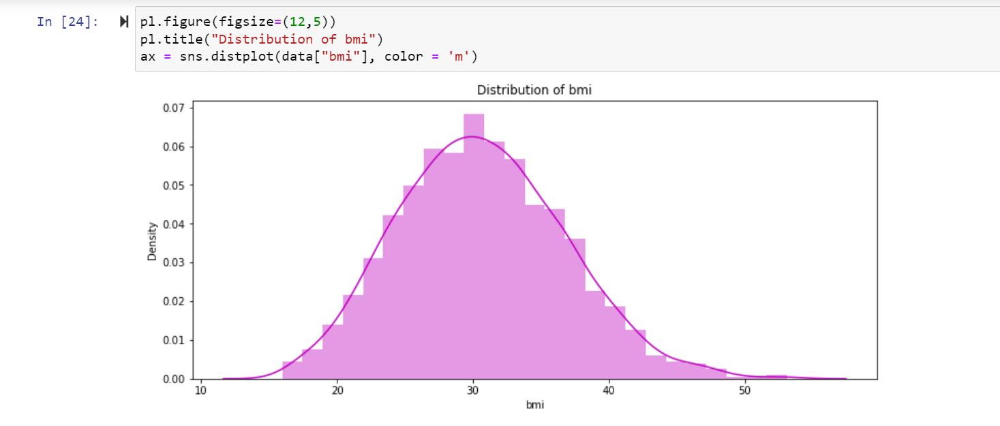 In [24]:
pl.figure(figsize=(12,5))
pl.title("Distribution of bmi")
ax = sns.distplot(data["bmi"], color = 'm')
Distribution of bmi
0.07
0.06
0.05
0.04
0.03
0.02
0.01
0.00
Density
10 20 30 40 50
bmi